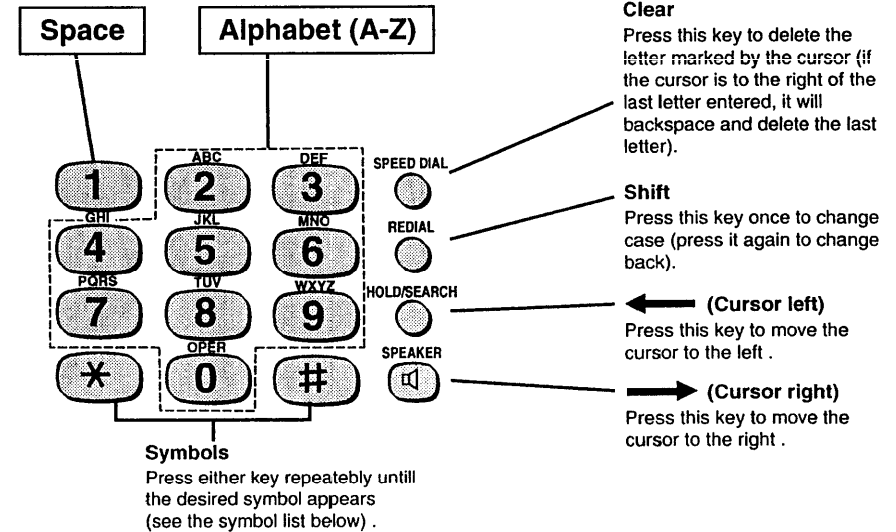 Space
Alphabet (A-Z)
Clear
Press this key to delete the
letter marked by the cursor (if
the cursor is to the right of the
last letter entered, it will
backspace and delete the last
letter).
ABC
DEF
SPEED DIAL
1
2
3
Shift
Press this key once to change
case (press it again to change
back).
GHI
JKL
MNO
REDIAL
4
5
6
PQRS
TUV
WXYZ
HOLD/SEARCH
7
8
9
(Cursor left)
Press this key to move the
cursor to the left .
OPER
SPEAKER
*
0
#
(Cursor right)
Press this key to move the
cursor to the right .
Symbols
Press either key repeatebly untill
the desired symbol appears
(see the symbol list below) .